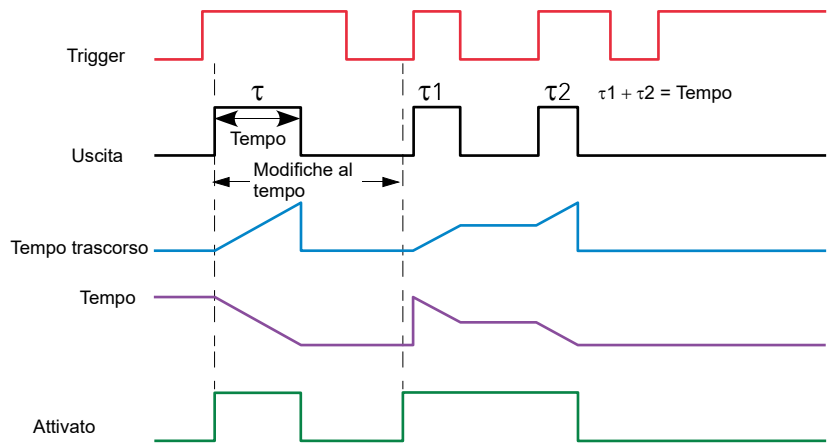 Trigger
τ
τ1
τ2
τ1 + τ2 = Tempo
Tempo
Uscita
Modifiche al
tempo
Tempo trascorso
Tempo
Attivato